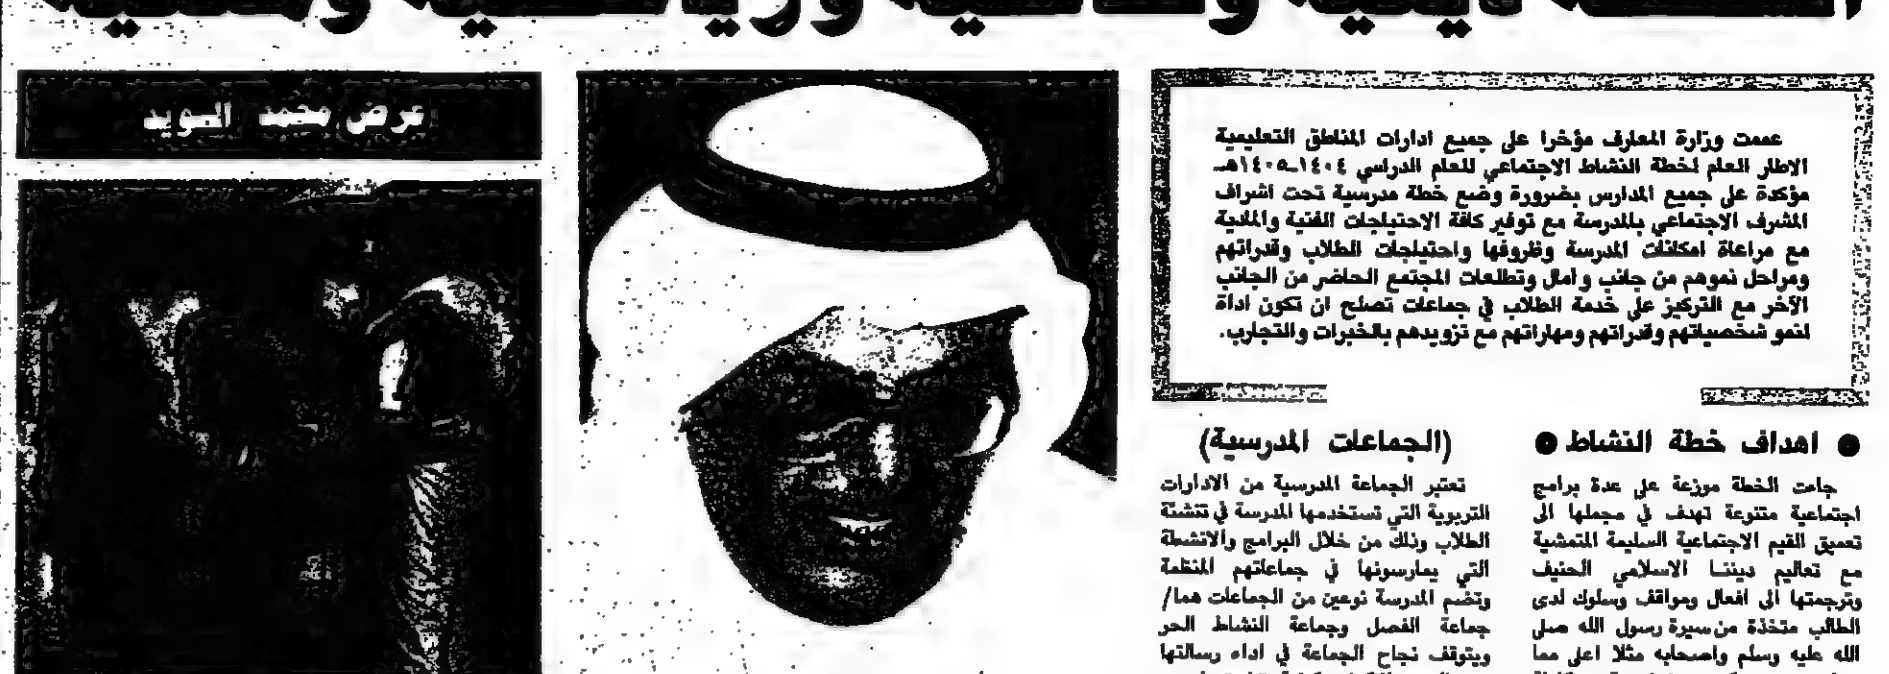 عرض محمد السويد
عممت وزارة المعارف مؤخرا على جميع ادارات المناطق التعليمية
الاطار العام لخطة النشاط الاجتماعي للعام الدراسي ١٤٠٤ـ١٤٠٥هـ
مؤكدة على جميع المدارس بضرورة وضع خطة مدرسية تحت اشراف
المشرف الاجتماعي بالمدرسة مع توفير كافة الاحتياجات الفنية والمادية
مع مراعاة امكانات المدرسة وظروفها واحتياجات الطلاب وقدراتهم
ومراحل نموهم من جانب وآمال وتطلعات المجتمع الحاضر من الجانب
الآخر مع التركيز على خدمة الطلاب في جماعات تصلح ان تكون اداة
لنمو شخصياتهم وقدراتهم ومهاراتهم مع تزويدهم بالخبرات والتجارب.
● اهداف خطة النشاط ●
جاءت الخطة موزعة على عدة برامج
اجتماعية متنوعة تهدف في مجملها الى
تعميق القيم الاجتماعية السليمة المتمشية
مع تعاليم ديننا الاسلامي الحنيف
وترجمتها الى افعال ومواقف وسلوك لدى
الطالب متخذة من سيرة رسول الله صلى
الله عليه وسلم واصحابه مثلا اعلى مما
(الجماعات المدرسية)
تعتبر الجماعة المدرسية من الادارات
التربوية التي تستخدمها المدرسة في تنشئة
الطلاب وذلك من خلال البرامج والانشطة
التي يمارسونها في جماعاتهم المنظمة
وتضم المدرسة نوعين من الجماعات هما/
جماعة الفصل وجماعة النشاط الحر
ويتوقف نجاح الجماعة في اداء رسالتها